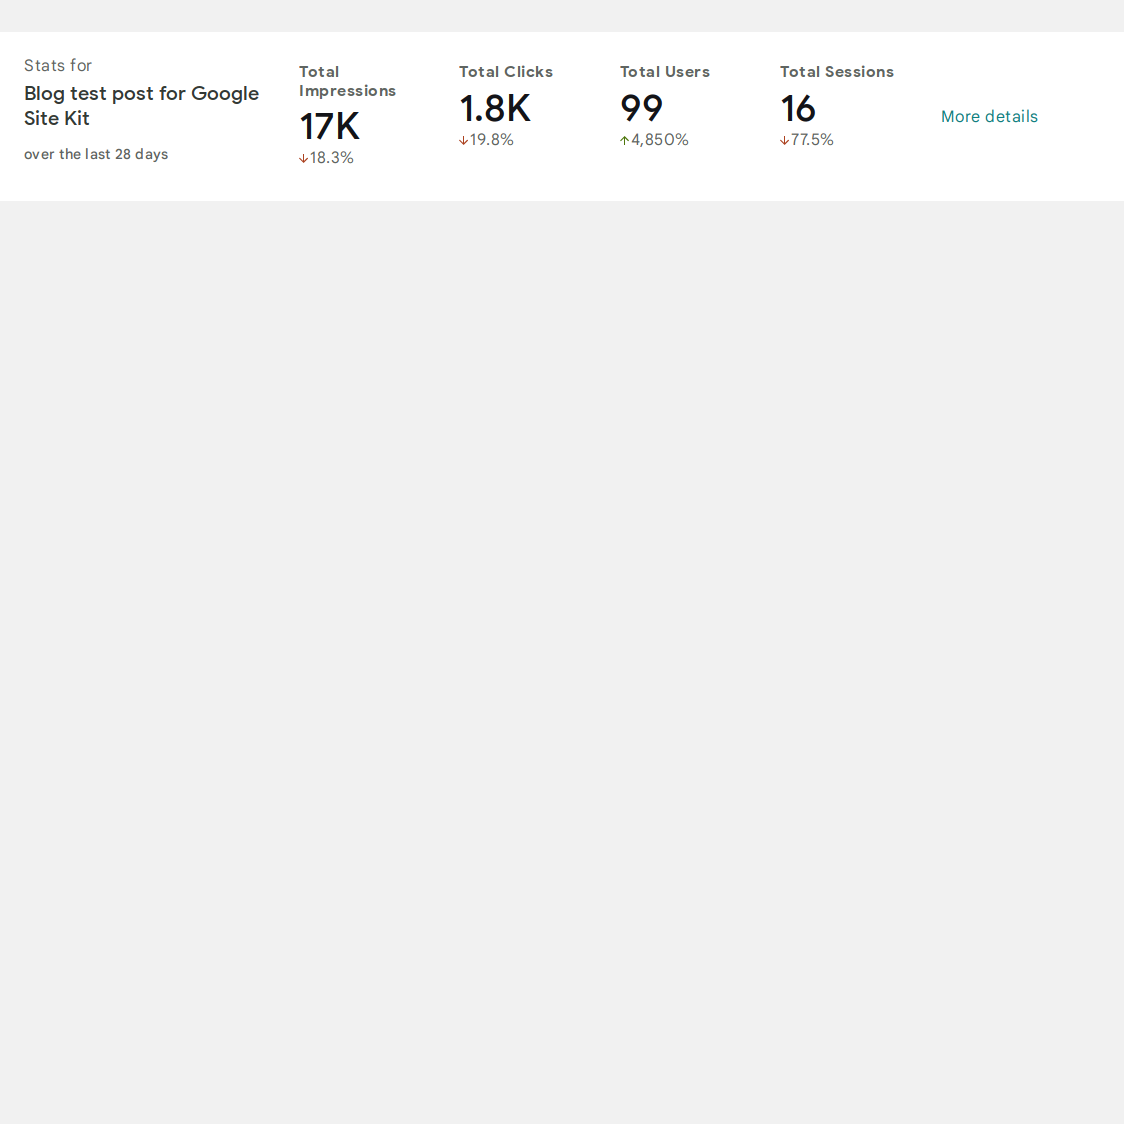 Stats for
Blog test post for Google
Site Kit
over the last 28 days
Total
Impressions
17K
↓18.3%
Total Clicks
1.8K
↓19.8%
Total Users
99
↑4,850%
Total Sessions
16
↓77.5%
More details